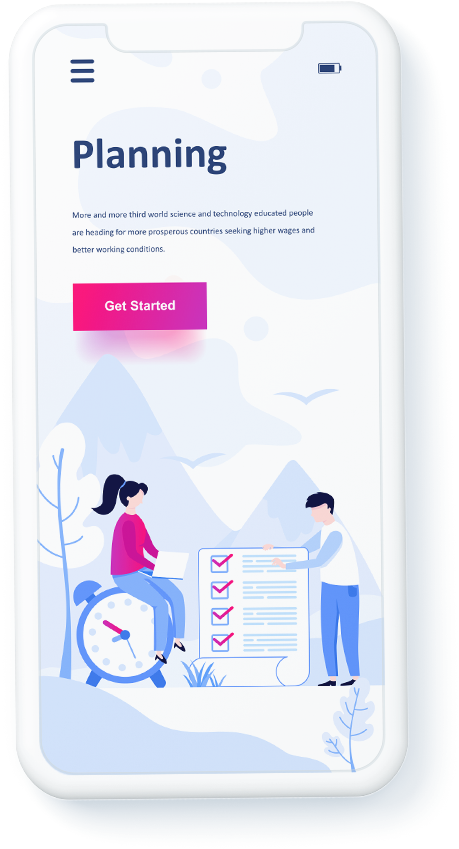 Planning
More and more third world science and technology educated people
are heading for more prosperous countries seeking higher wages and
better working conditions.
Get Started